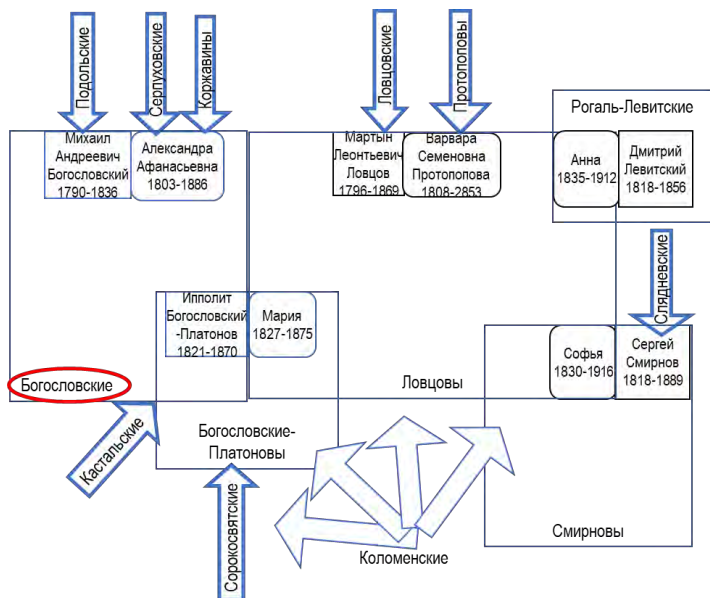 Подольские
Серпуховские
Коржавины
Ловцовские
Протопоповы
Рогаль-Левитские
Михаил
Андреевич
Богословский
1790-1836
Александра
Афанасьевна
1803-1886
Мартын
Леонтьевич
Ловцов
1796-1869
Варвара
Семеновна
Протопопова
1808-2853
Анна
1835-1912
Дмитрий
Левитский
1818-1856
Слядневские
Ипполит
Богословский
-Платонов
1821-1870
Мария
1827-1875
Софья
1830-1916
Сергей
Смирнов
1818-1889
Богословские
Ловцовы
Кастальские
Богословские-
Платоновы
Сорокосвятские
Коломенские
Смирновы